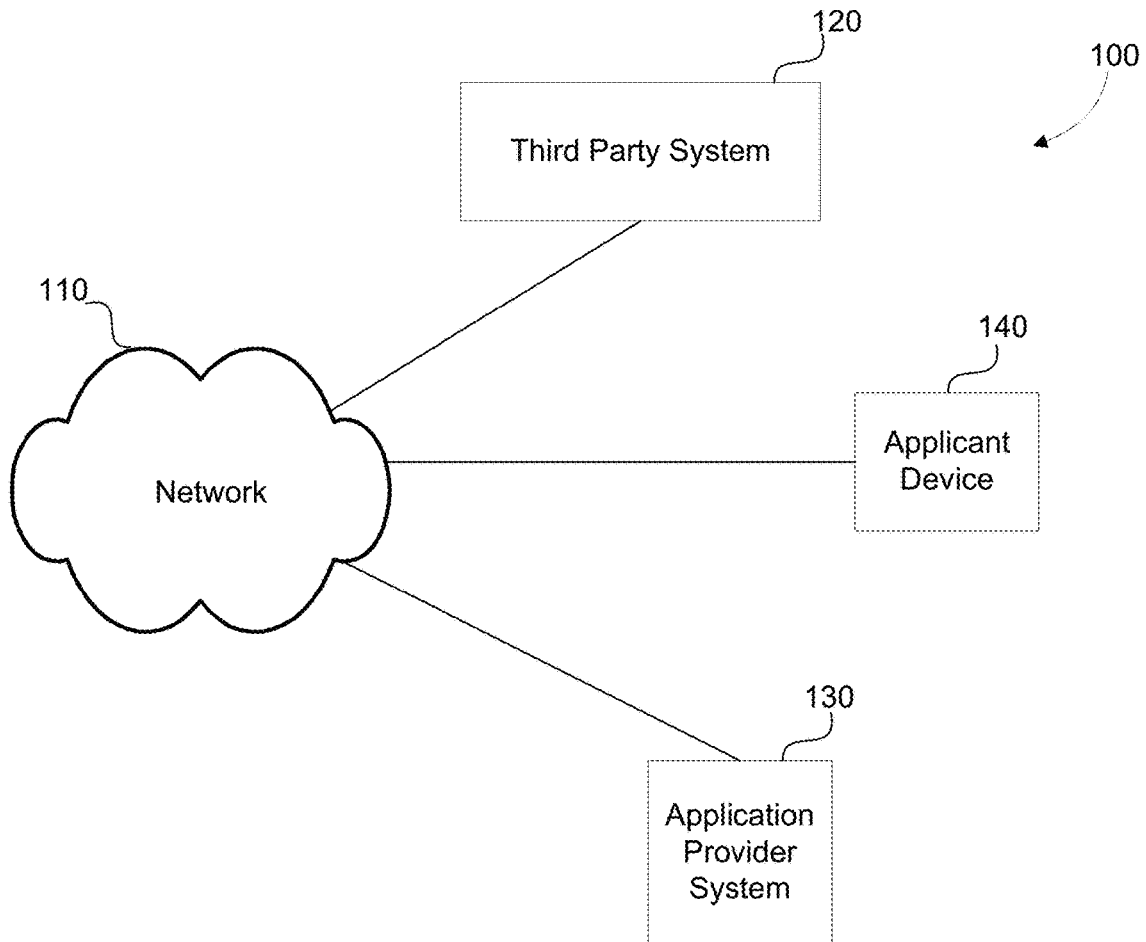 120
100
Third Party System
110
140
Applicant
Device
Network
130
Application
Provider
System